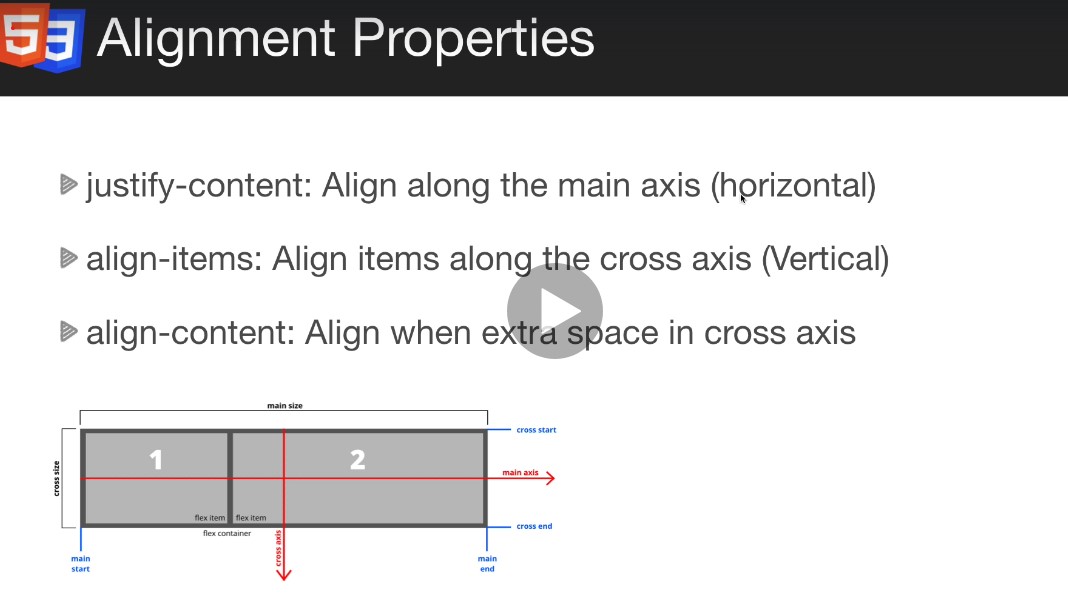 5 3 Alignment Properties
justify-content: Align along the main axis (horizontal)
align-items: Align items along the cross axis (Vertical)
align-content: Align when extra space in cross axis
main size
cross start
1 2
cross size
main axis
flex item flex item
cross end
flex container
cross axis
main
start
main
end